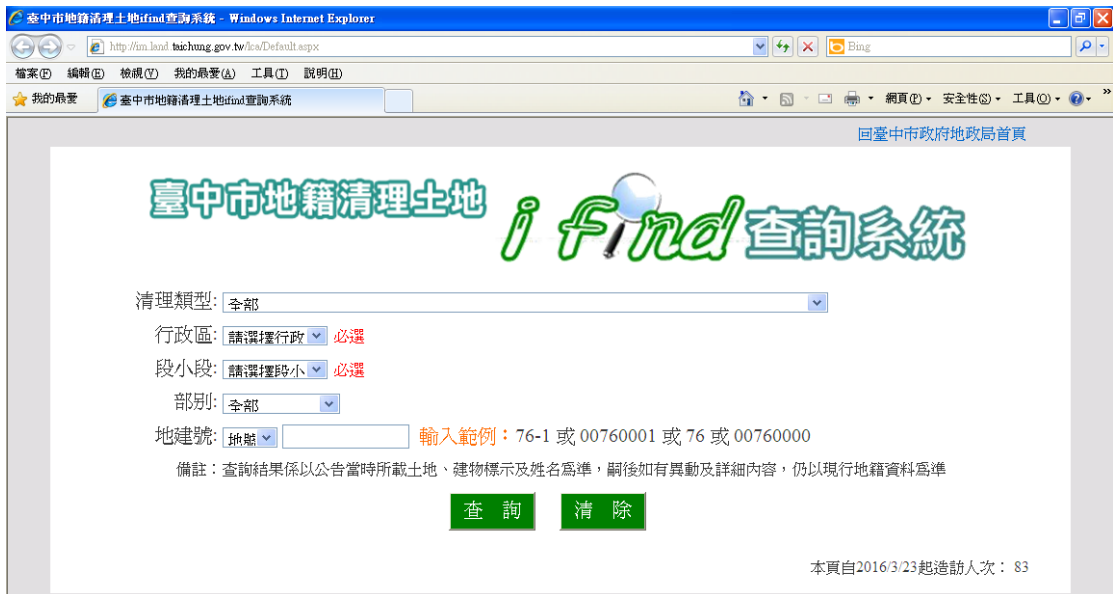 臺中市地籍清理土地ifind查詢系統 - Windows Internet Explorer
http://im.land.taichung.gov.tw/lca/Default.aspx
Bing
檔案(F) 編輯(E) 檢視(V) 我的最愛(A) 工具(T) 說明(H)
我的最愛 臺中市地籍清理土地ifind查詢系統 網頁(P) 安全性(S) 工具(O)
回臺中市政府地政局首頁
臺中市地籍清理土地 i find 查詢系統
清理類型: 全部
行政區: 請選擇行政 必選
段小段: 請選擇段小 必選
部別: 全部
地建號: 地號 輸入範例:76-1 或 00760001 或 76 或 00760000
備註:查詢結果係以公告當時所載土地、建物標示及姓名為準,嗣後如有異動及詳細內容,仍以現行地籍資料為準
查 詢 清 除
本頁自2016/3/23起造訪人次: 83